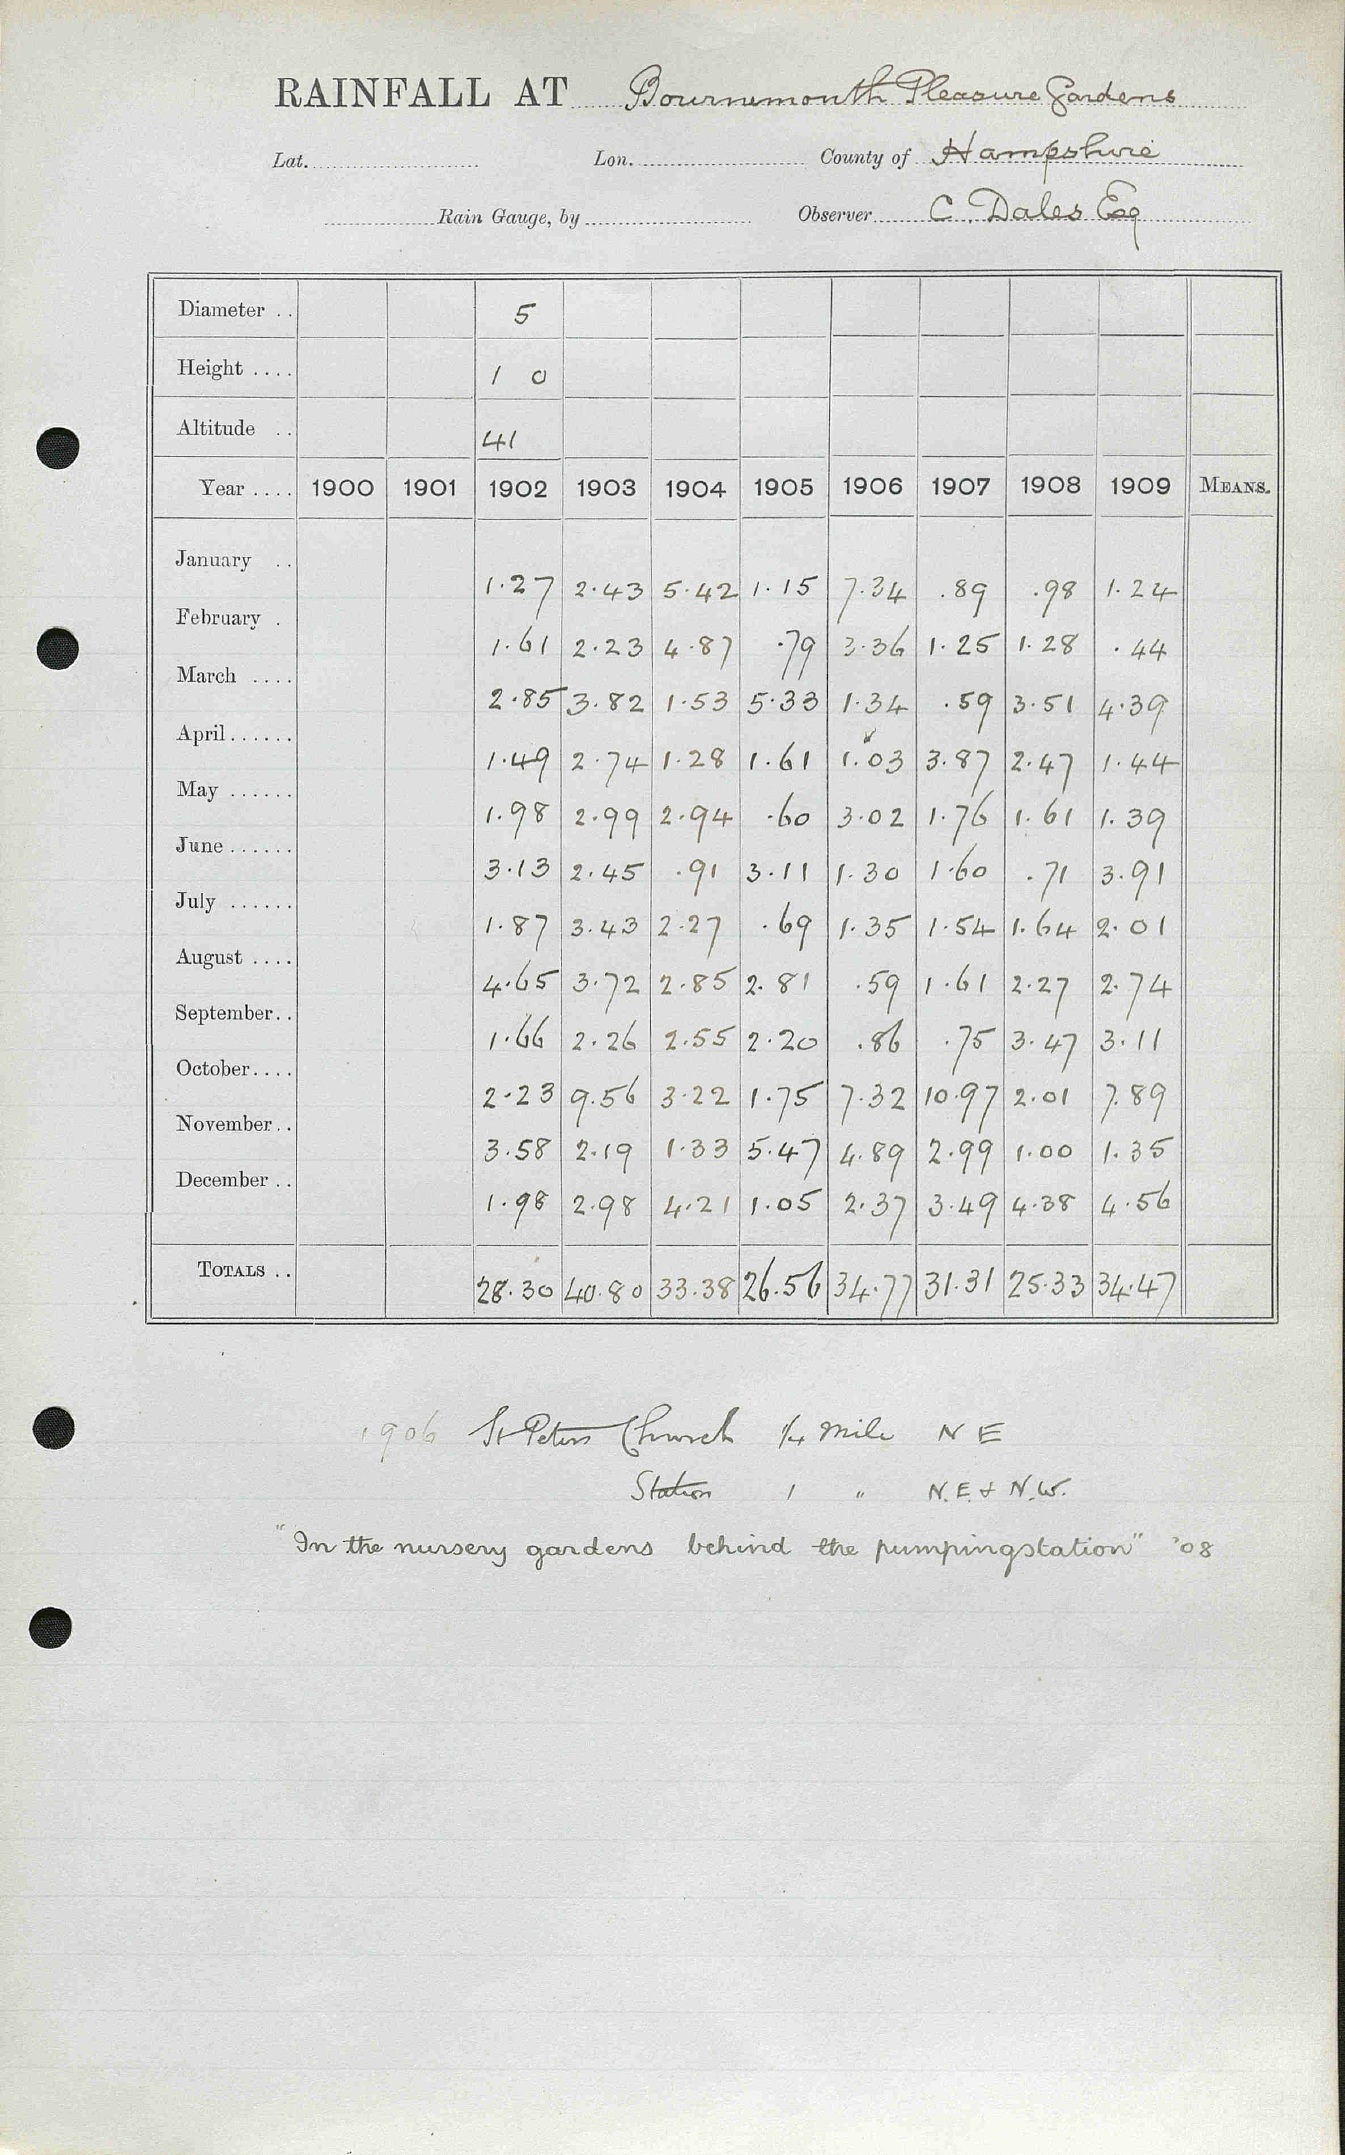 RAINFALL AT Bournemouth Pleasure Gardens
Lat. Lon. County of Hampshire
Rain Gauge, by Observer C. Dales Esq
Diameter . . 5
Height . . . . 1 0
Altitude . . 41
Year . . . . 1900 1901 1902 1903 1904 1905 1906 1907 1908 1909 MEANS.
January . . 1.27 2.43 5.42 1.15 7.34 .89 .98 1.24
February . 1.61 2.23 4.87 .79 3.36 1.25 1.28 .44
March . . . . 2.85 3.82 1.53 5.33 1.34 .59 3.51 4.39
April . . . . . . 1.49 2.74 1.28 1.61 1.03 3.87 2.47 1.44
May . . . . . . 1.98 2.99 2.94 .60 3.02 1.76 1.61 1.39
June . . . . . . 3.13 2.45 .91 3.11 1.30 1.60 .71 3.91
July . . . . . . 1.87 3.43 2.27 .69 1.35 1.54 1.64 2.01
August . . . . 4.65 3.72 2.85 2.81 .59 1.61 2.27 2.74
September . . 1.66 2.26 2.55 2.20 .86 .75 3.47 3.11
October . . . . 2.23 9.56 3.22 1.75 7.32 10.97 2.01 7.89
November . . 3.58 2.19 1.33 5.47 4.89 2.99 1.00 1.35
December . . 1.98 2.98 4.21 1.05 2.37 3.49 4.38 4.56
TOTALS . . 28.30 40.80 33.38 26.56 34.77 31.31 25.33 34.47
1906 St Peters Church 1/4 mile N E
Station 1 " N.E. & N.W.
"In the nursery gardens behind the pumpingstation" '08